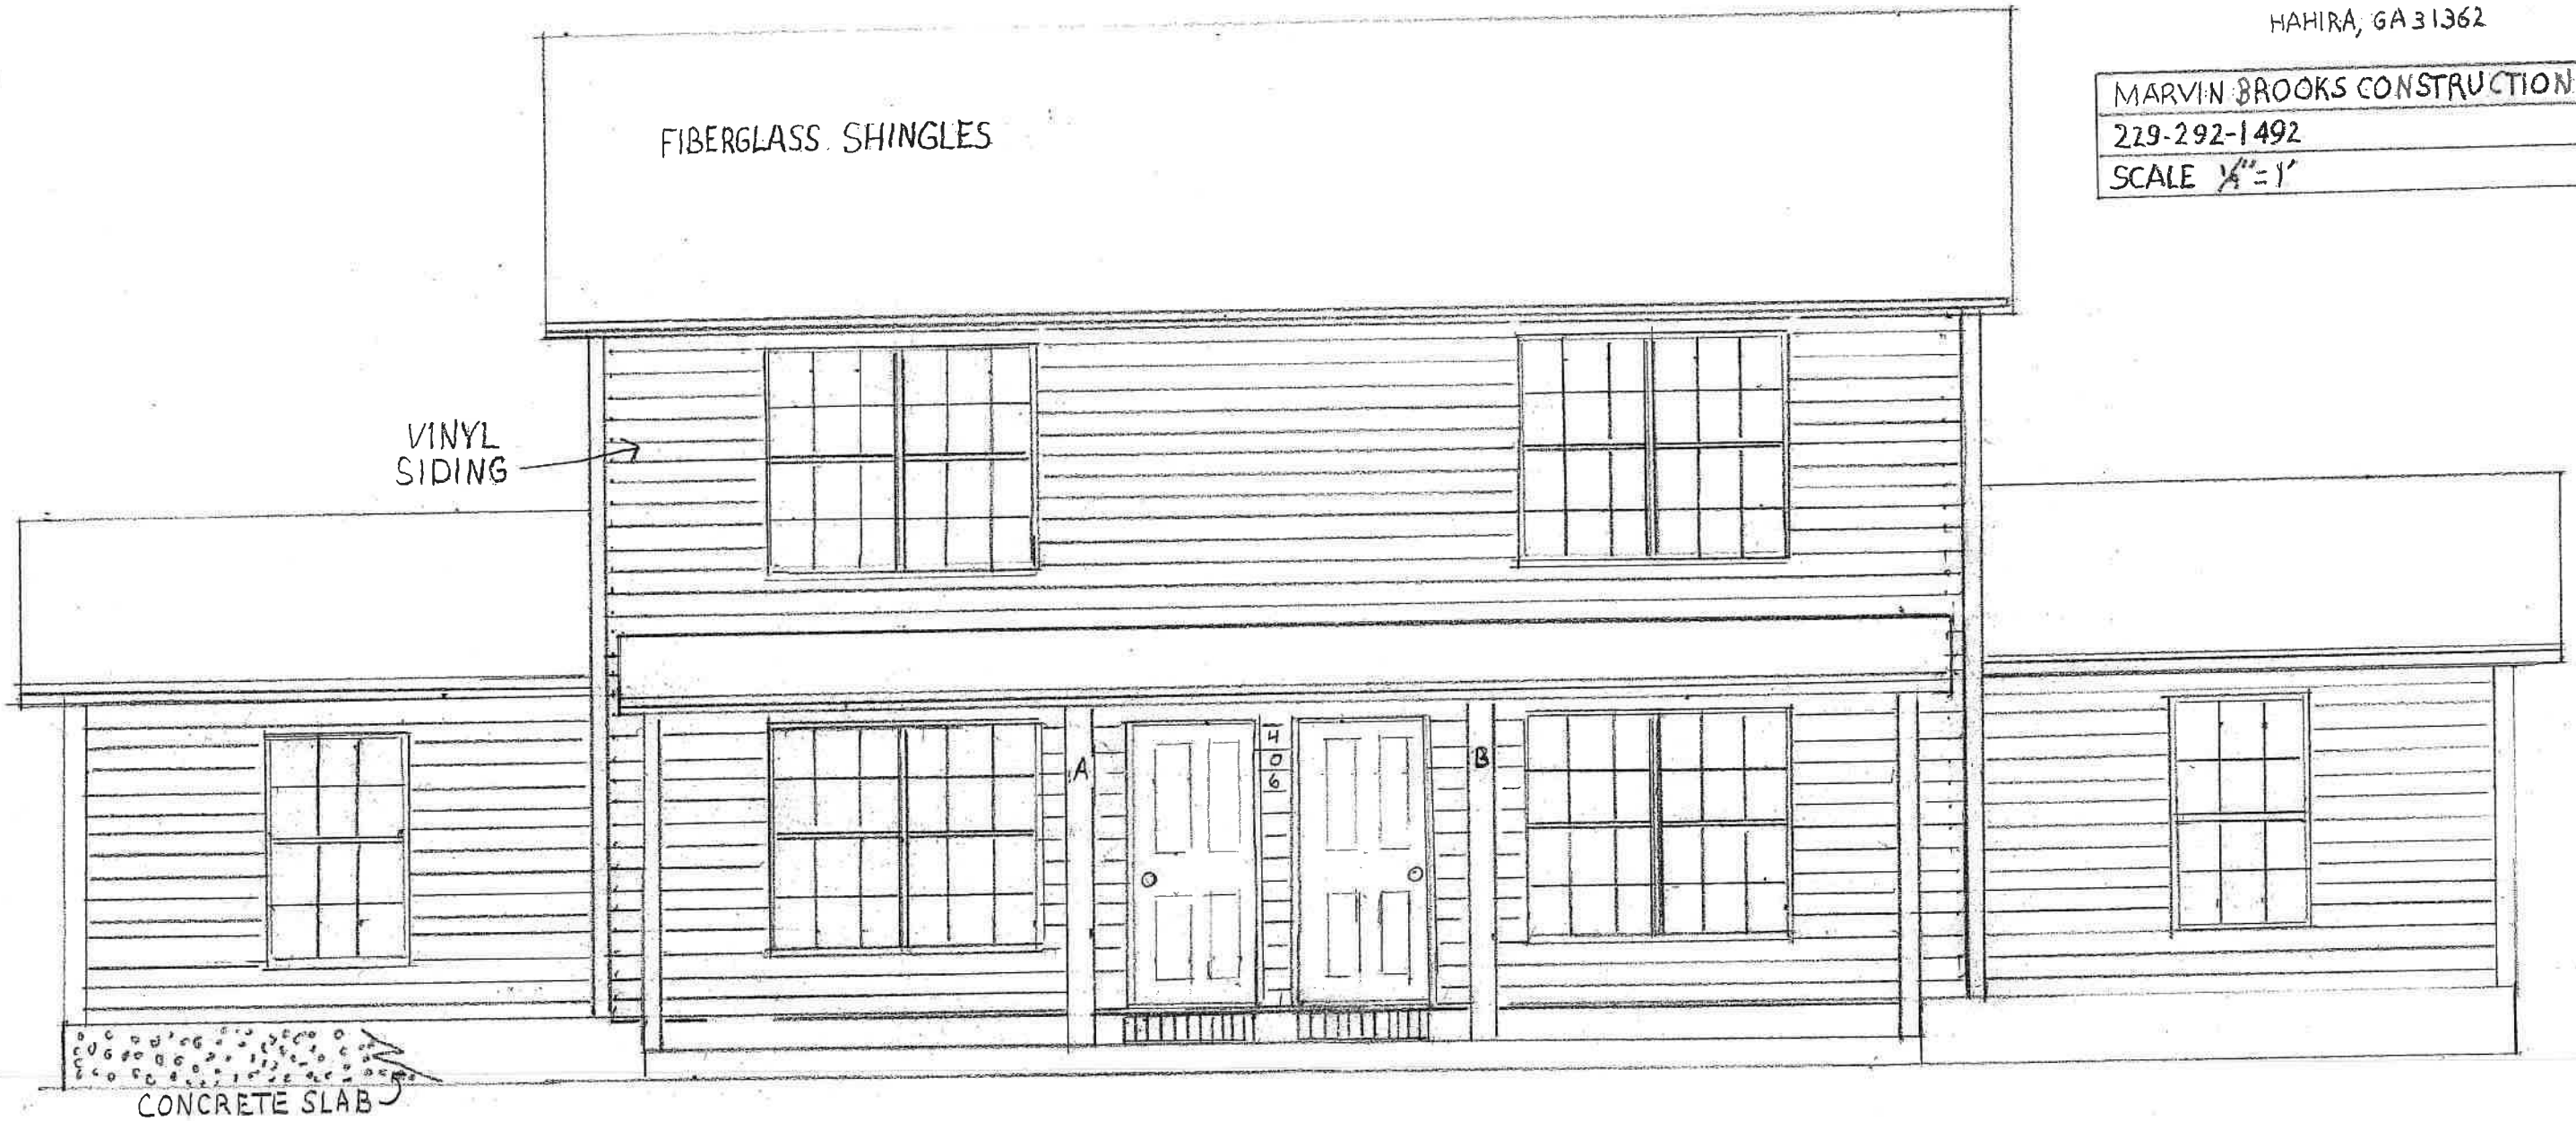 HAHIRA, GA 31362
MARVIN BROOKS CONSTRUCTION
229-292-1492
SCALE 1/4" = 1'
FIBERGLASS SHINGLES
VINYL
SIDING
A
4
0
6
B
CONCRETE SLAB